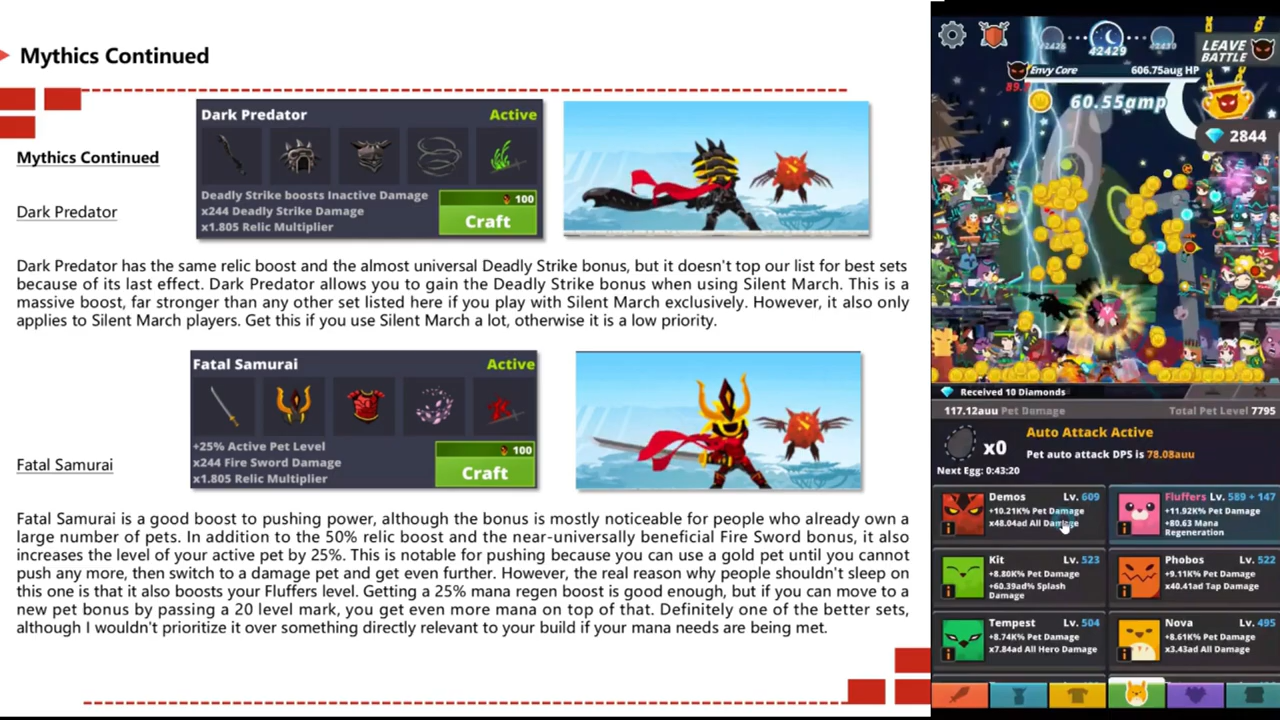 Mythics Continued
Mythics Continued
Dark Predator
Active
Deadly Strike boosts Inactive Damage
x244 Deadly Strike Damage
x1.805 Relic Multiplier
100
Craft
Dark Predator
Dark Predator has the same relic boost and the almost universal Deadly Strike bonus, but it doesn't top our list for best sets
because of its last effect. Dark Predator allows you to gain the Deadly Strike bonus when using Silent March. This is a
massive boost, far stronger than any other set listed here if you play with Silent March exclusively. However, it also only
applies to Silent March players. Get this if you use Silent March a lot, otherwise it is a low priority.
Fatal Samurai
Active
+25% Active Pet Level
x244 Fire Sword Damage
x1.805 Relic Multiplier
100
Craft
Fatal Samurai
Fatal Samurai is a good boost to pushing power, although the bonus is mostly noticeable for people who already own a
large number of pets. In addition to the 50% relic boost and the near-universally beneficial Fire Sword bonus, it also
increases the level of your active pet by 25%. This is notable for pushing because you can use a gold pet until you cannot
push any more, then switch to a damage pet and get even further. However, the real reason why people shouldn't sleep on
this one is that it also boosts your Fluffers level. Getting a 25% mana regen boost is good enough, but if you can move to a
new pet bonus by passing a 20 level mark, you get even more mana on top of that. Definitely one of the better sets,
although I wouldn't prioritize it over something directly relevant to your build if your mana needs are being met.
42429
LEAVE
BATTLE
Envy Core
606.75aug HP
60.55amp
2844
Received 10 Diamonds
117.12auu Pet Damage
Total Pet Level 7795
x0
Auto Attack Active
Pet auto attack DPS is 78.08auu
Next Egg: 0:43:20
Demos Lv. 609
+10.21K% Pet Damage
x48.04ad All Damage
Fluffers Lv. 589 + 147
+11.92K% Pet Damage
+80.63 Mana
Regeneration
Kit Lv. 523
+8.80K% Pet Damage
+60.39ad% Splash
Damage
Phobos Lv. 522
+9.11K% Pet Damage
x40.41ad Tap Damage
Tempest Lv. 504
+8.74K% Pet Damage
x7.84ad All Hero Damage
Nova Lv. 495
+8.61K% Pet Damage
x3.43ad All Damage